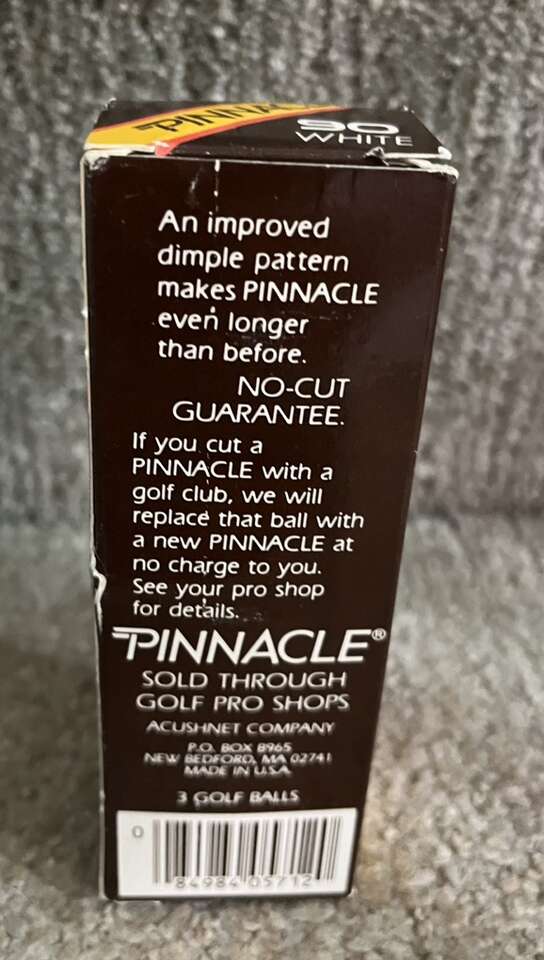 PINNACLE
90
WHITE
An improved
dimple pattern
makes PINNACLE
even longer
than before.
NO-CUT
GUARANTEE.
If you cut a
PINNACLE with a
golf club, we will
replace that ball with
a new PINNACLE at
no charge to you.
See your pro shop
for details.
PINNACLE®
SOLD THROUGH
GOLF PRO SHOPS
ACUSHNET COMPANY
P.O. BOX 8965
NEW BEDFORD, MA 02741
MADE IN U.S.A.
3 GOLF BALLS
0 84984 05712